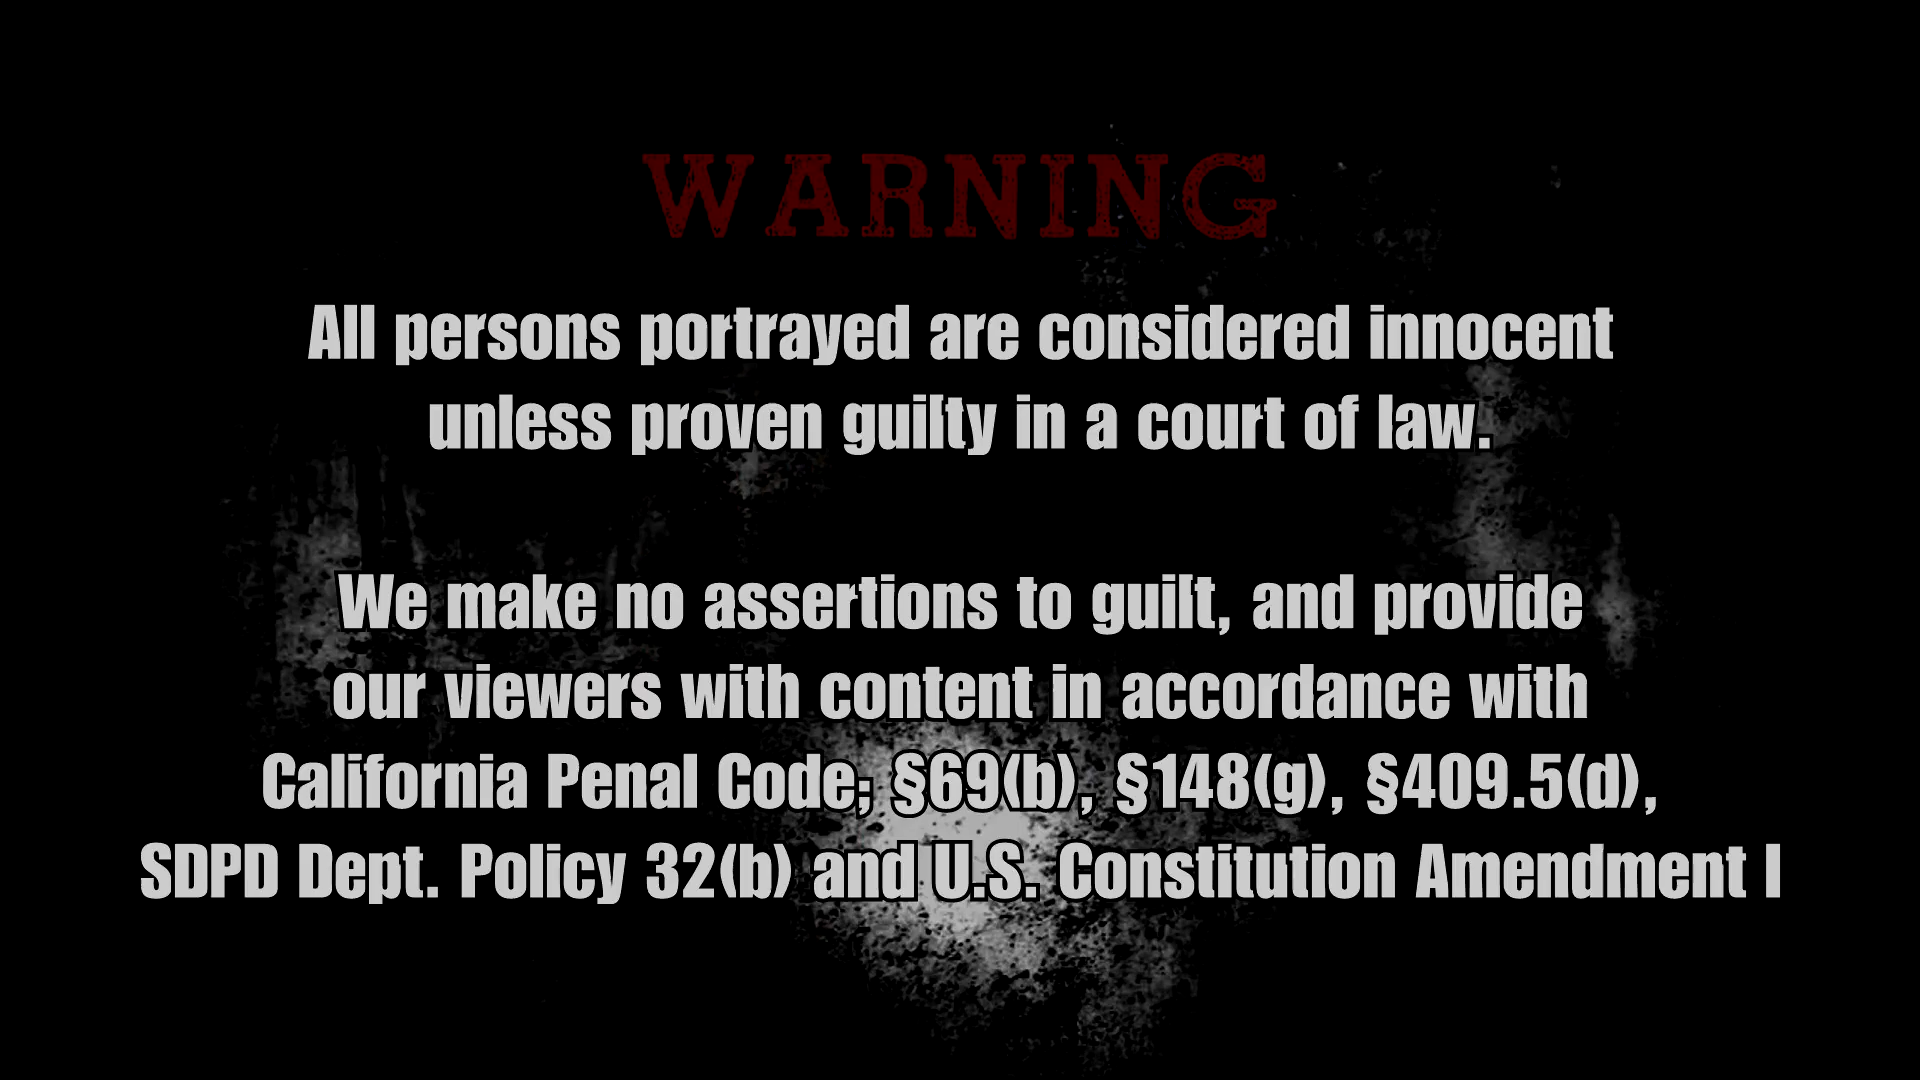 WARNING
All persons portrayed are considered innocent
unless proven guilty in a court of law.
We make no assertions to guilt, and provide
our viewers with content in accordance with
California Penal Code; §69(b), §148(g), §409.5(d),
SDPD Dept. Policy 32(b) and U.S. Constitution Amendment I